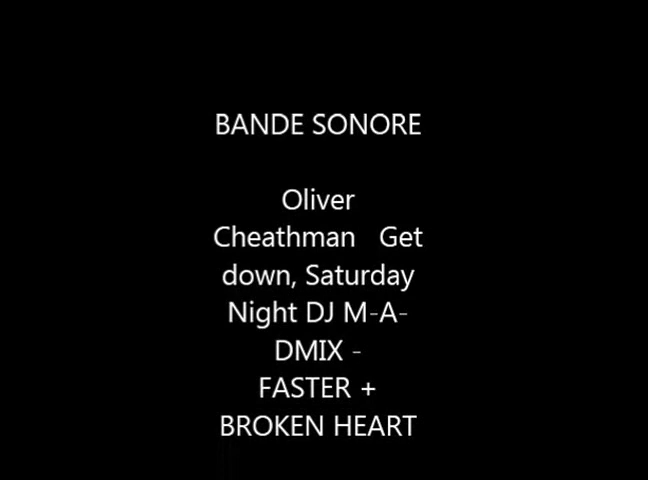 BANDE SONORE
Oliver
Cheathman Get
down, Saturday
Night DJ M-A-
DMIX -
FASTER +
BROKEN HEART